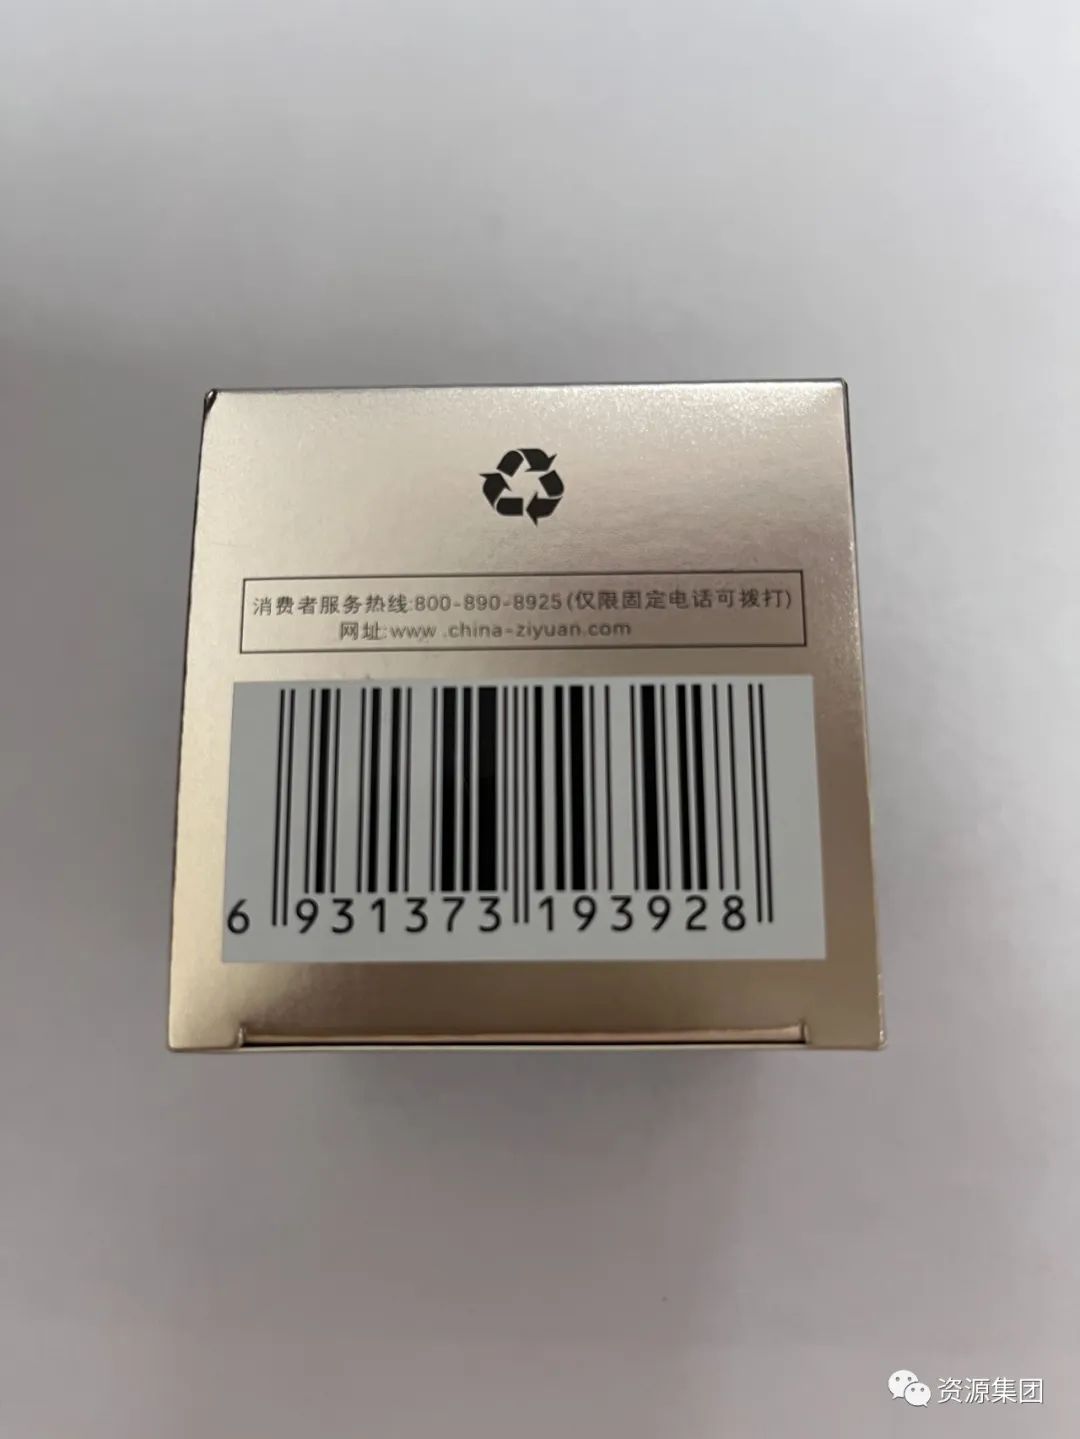 消费者服务热线:800-890-8925(仅限固定电话可拨打)
网址:www .china-ziyuan.com
6 931373 193928
资源集团